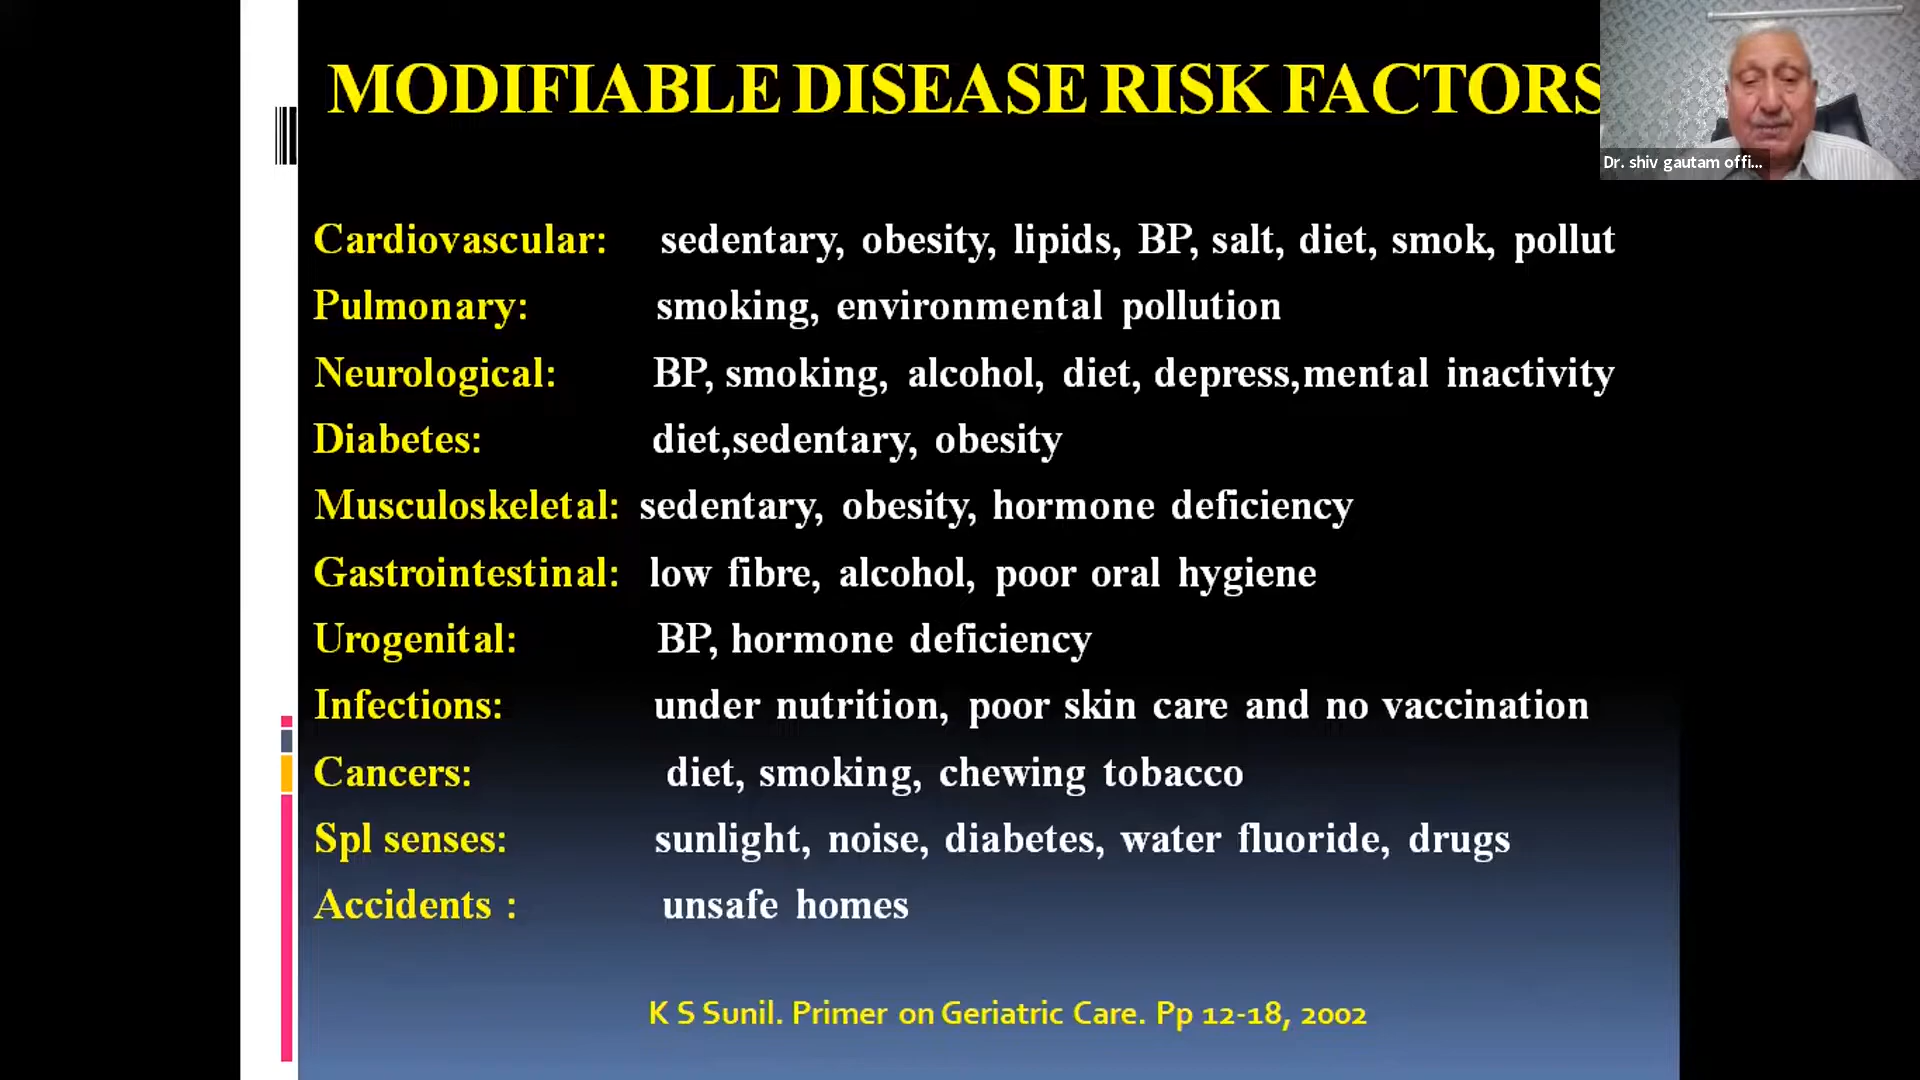 MODIFIABLE DISEASE RISK FACTORS
Dr. shiv gautam offi...
Cardiovascular: sedentary, obesity, lipids, BP, salt, diet, smok, pollut
Pulmonary: smoking, environmental pollution
Neurological: BP, smoking, alcohol, diet, depress,mental inactivity
Diabetes: diet,sedentary, obesity
Musculoskeletal: sedentary, obesity, hormone deficiency
Gastrointestinal: low fibre, alcohol, poor oral hygiene
Urogenital: BP, hormone deficiency
Infections: under nutrition, poor skin care and no vaccination
Cancers: diet, smoking, chewing tobacco
Spl senses: sunlight, noise, diabetes, water fluoride, drugs
Accidents : unsafe homes
K S Sunil. Primer on Geriatric Care. Pp 12-18, 2002